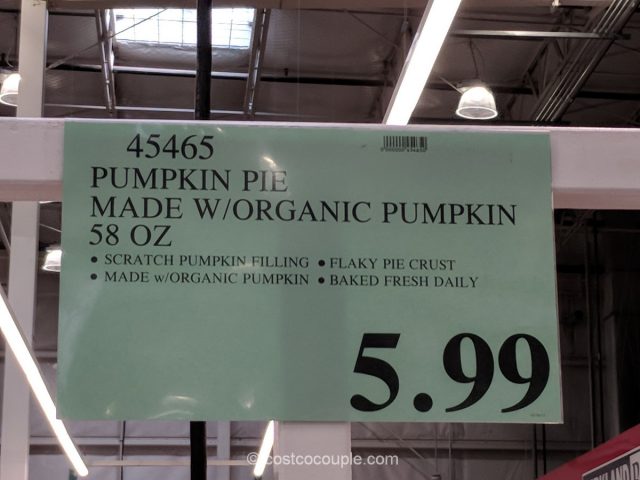 45465
PUMPKIN PIE
MADE W/ORGANIC PUMPKIN
58 OZ
• SCRATCH PUMPKIN FILLING • FLAKY PIE CRUST
• MADE w/ORGANIC PUMPKIN • BAKED FRESH DAILY
5.99
©costcocouple.com